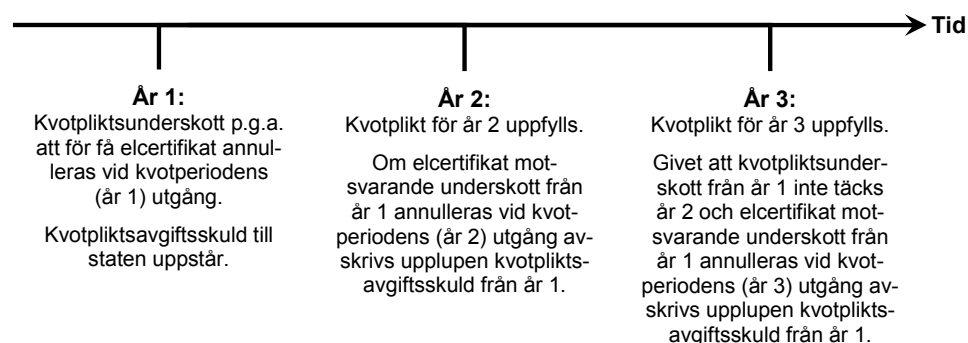 Tid
År 1:
Kvotpliktsunderskott p.g.a.
att för få elcertifikat annul-
leras vid kvotperiodens
(år 1) utgång.
Kvotpliktsavgiftsskuld till
staten uppstår.
År 2:
Kvotplikt för år 2 uppfylls.
Om elcertifikat mot-
svarande underskott från
år 1 annulleras vid kvot-
periodens (år 2) utgång av-
skrivs upplupen kvotplikts-
avgiftsskuld från år 1.
År 3:
Kvotplikt för år 3 uppfylls.
Givet att kvotpliktsunder-
skott från år 1 inte täcks
år 2 och elcertifikat mot-
svarande underskott från
år 1 annulleras vid kvot-
periodens (år 3) utgång av-
skrivs upplupen kvotplikts-
avgiftsskuld från år 1.